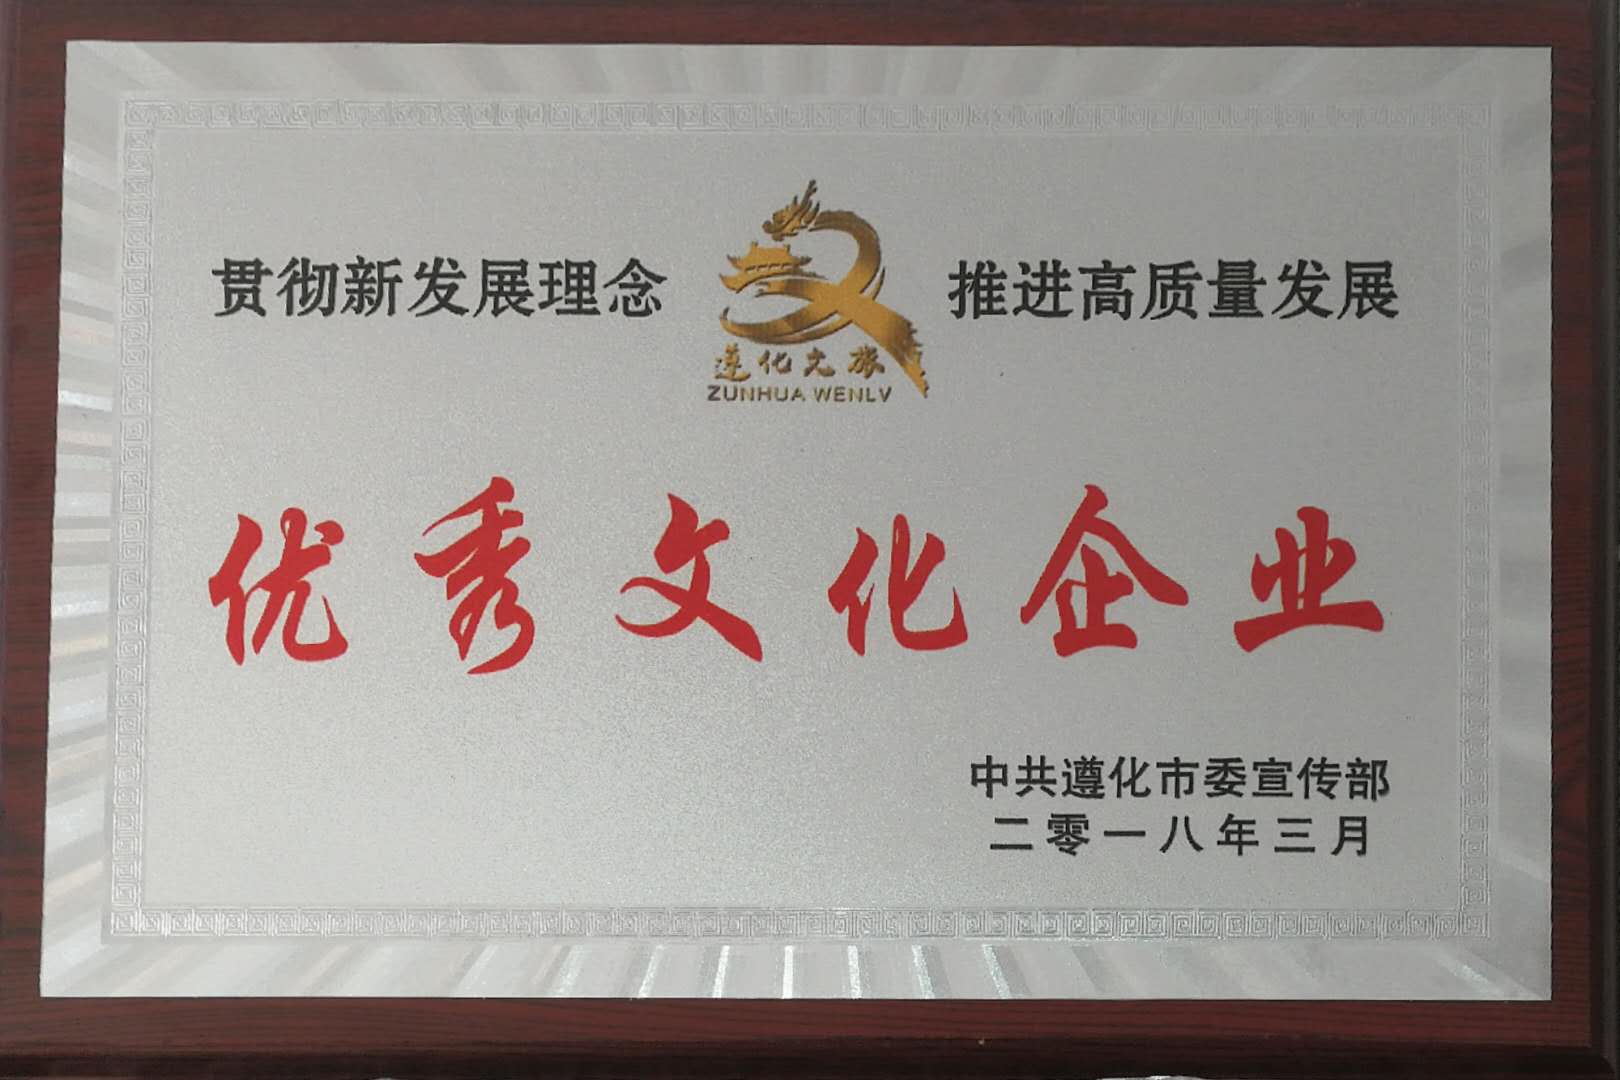 贯彻新发展理念 推进高质量发展
遵化文旅
ZUNHUA WENLV
优秀文化企业
中共遵化市委宣传部
二零一八年三月